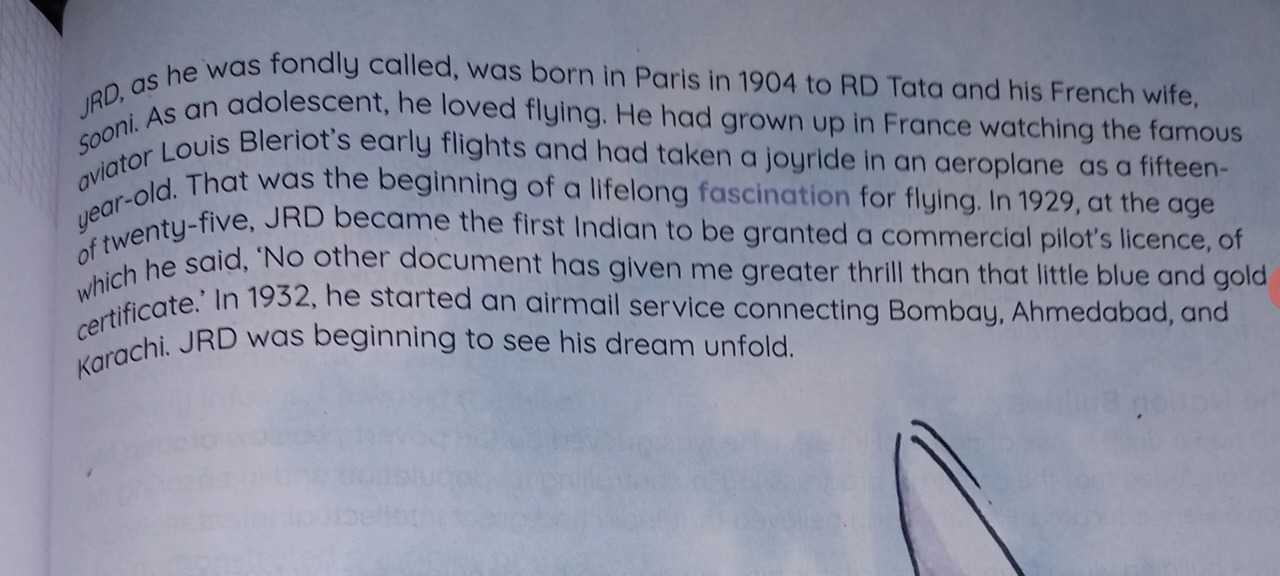 JRD, as he was fondly called, was born in Paris in 1904 to RD Tata and his French wife,
Sooni. As an adolescent, he loved flying. He had grown up in France watching the famous
aviator Louis Bleriot's early flights and had taken a joyride in an aeroplane as a fifteen-
year-old. That was the beginning of a lifelong fascination for flying. In 1929, at the age
of twenty-five, JRD became the first Indian to be granted a commercial pilot's licence, of
which he said, 'No other document has given me greater thrill than that little blue and gold
certificate.' In 1932, he started an airmail service connecting Bombay, Ahmedabad, and
Karachi. JRD was beginning to see his dream unfold.